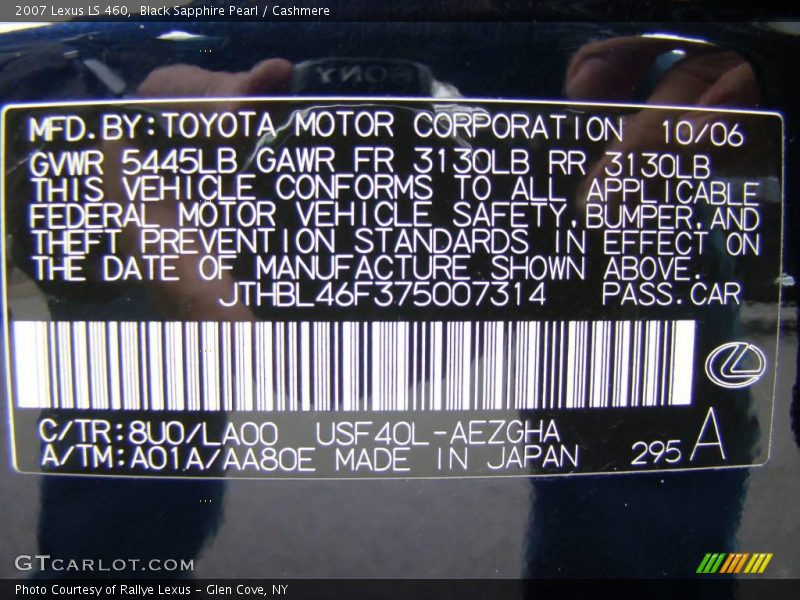 2007 Lexus LS 460, Black Sapphire Pearl / Cashmere
SONY
MFD.BY:TOYOTA MOTOR CORPORATION 10/06
GVWR 5445LB GAWR FR 3130LB RR 3130LB
THIS VEHICLE CONFORMS TO ALL APPLICABLE
FEDERAL MOTOR VEHICLE SAFETY,BUMPER,AND
THEFT PREVENTION STANDARDS IN EFFECT ON
THE DATE OF MANUFACTURE SHOWN ABOVE.
JTHBL46F375007314 PASS.CAR
C/TR:8U0/LA00 USF40L-AEZGHA
A/TM:A01A/AA80E MADE IN JAPAN 295 A
GTCARLOT.COM
Photo Courtesy of Rallye Lexus - Glen Cove, NY